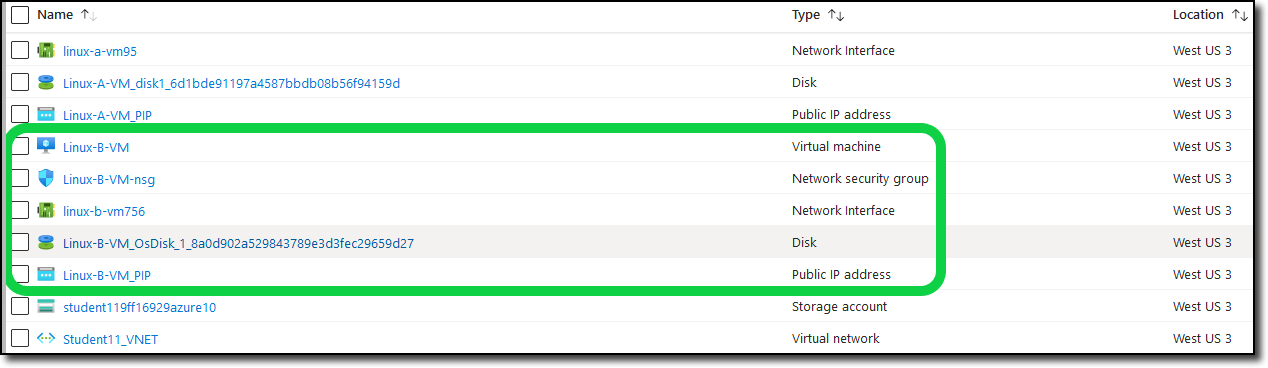 Name Type Location
linux-a-vm95 Network Interface West US 3
Linux-A-VM_disk1_6d1bde91197a4587bbdb08b56f94159d Disk West US 3
Linux-A-VM_PIP Public IP address West US 3
Linux-B-VM Virtual machine West US 3
Linux-B-VM-nsg Network security group West US 3
linux-b-vm756 Network Interface West US 3
Linux-B-VM_OsDisk_1_8a0d902a529843789e3d3fec29659d27 Disk West US 3
Linux-B-VM_PIP Public IP address West US 3
student119ff16929azure10 Storage account West US 3
Student11_VNET Virtual network West US 3